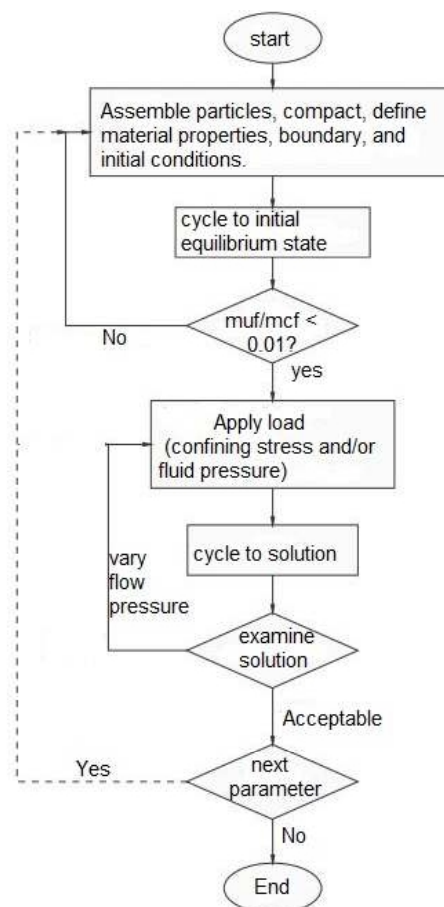 start
Assemble particles, compact, define
material properties, boundary, and
initial conditions.
cycle to initial
equilibrium state
muf/mcf <
0.01?
No
yes
Apply load
(confining stress and/or
fluid pressure)
cycle to solution
vary
flow
pressure
examine
solution
Acceptable
next
parameter
Yes
No
End